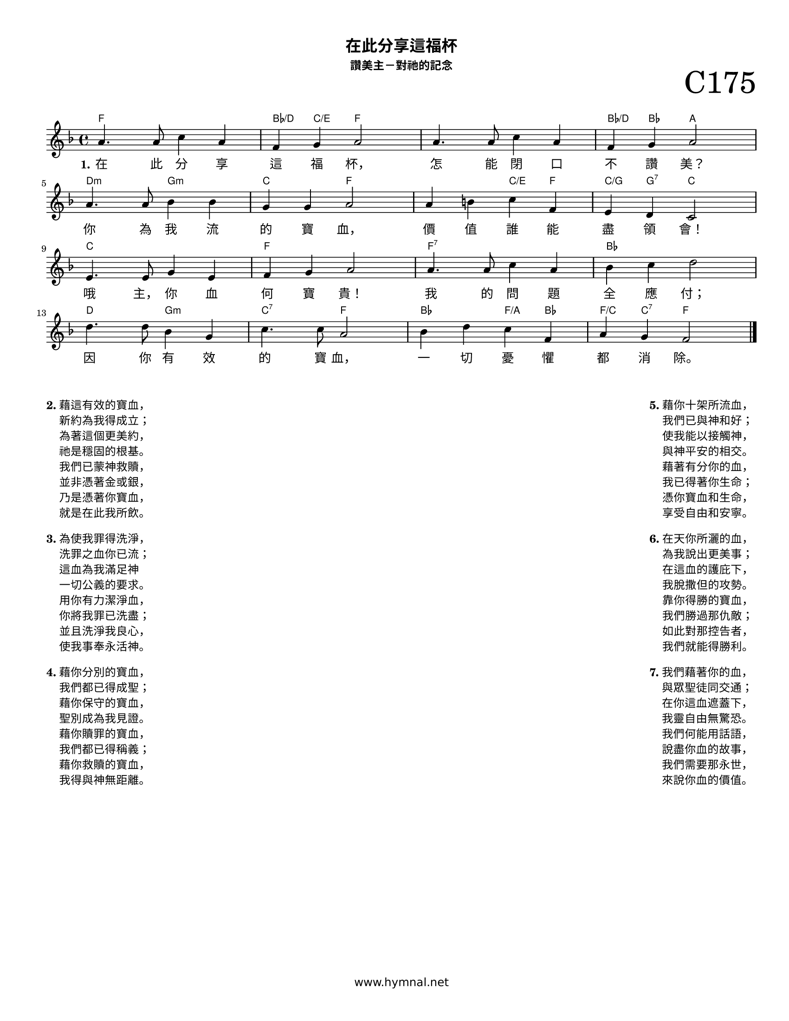 在此分享這福杯
讚美主－對祂的記念
C175
F B♭/D C/E F B♭/D B♭ A
1. 在 此 分 享 這 福 杯， 怎 能 閉 口 不 讚 美？
5 Dm Gm C F C/E F C/G G7 C
你 為 我 流 的 寶 血， 價 值 誰 能 盡 領 會！
9 C F F7 B♭
哦 主， 你 血 何 寶 貴！ 我 的 問 題 全 應 付；
13 D Gm C7 F B♭ F/A B♭ F/C C7 F
因 你 有 效 的 寶 血， 一 切 憂 懼 都 消 除。
2. 藉這有效的寶血，
新約為我得成立；
為著這個更美約，
祂是穩固的根基。
我們已蒙神救贖，
並非憑著金或銀，
乃是憑著你寶血，
就是在此我所飲。
3. 為使我罪得洗淨，
洗罪之血你已流；
這血為我滿足神
一切公義的要求。
用你有力潔淨血，
你將我罪已洗盡；
並且洗淨我良心，
使我事奉永活神。
4. 藉你分別的寶血，
我們都已得成聖；
藉你保守的寶血，
聖別成為我見證。
藉你贖罪的寶血，
我們都已得稱義；
藉你救贖的寶血，
我得與神無距離。
5. 藉你十架所流血，
我們已與神和好；
使我能以接觸神，
與神平安的相交。
藉著有分你的血，
我已得著你生命；
憑你寶血和生命，
享受自由和安寧。
6. 在天你所灑的血，
為我說出更美事；
在這血的護庇下，
我脫撒但的攻勢。
靠你得勝的寶血，
我們勝過那仇敵；
如此對那控告者，
我們就能得勝利。
7. 我們藉著你的血，
與眾聖徒同交通；
在你這血遮蓋下，
我靈自由無驚恐。
我們何能用話語，
說盡你血的故事，
我們需要那永世，
來說你血的價值。
www.hymnal.net